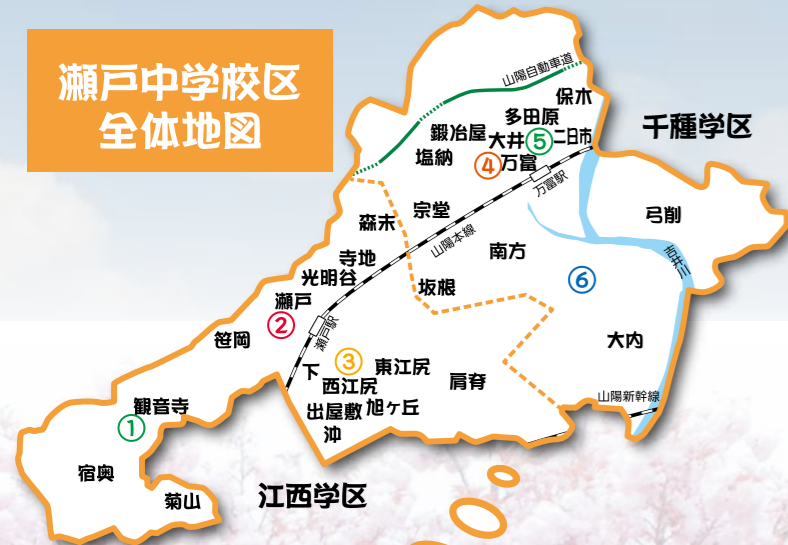 瀬戸中学校区
全体地図
山陽自動車道
保木
多田原
千種学区
鍛冶屋
大井
⑤
二日市
塩納
④
万富
万富駅
弓削
宗堂
森末
山陽本線
南方
吉井川
寺地
光明谷
坂根
⑥
瀬戸
②
瀬戸駅
笹岡
大内
③
下
東江尻
西江尻
肩脊
山陽新幹線
観音寺
①
出屋敷
旭ヶ丘
沖
宿奥
菊山
江西学区